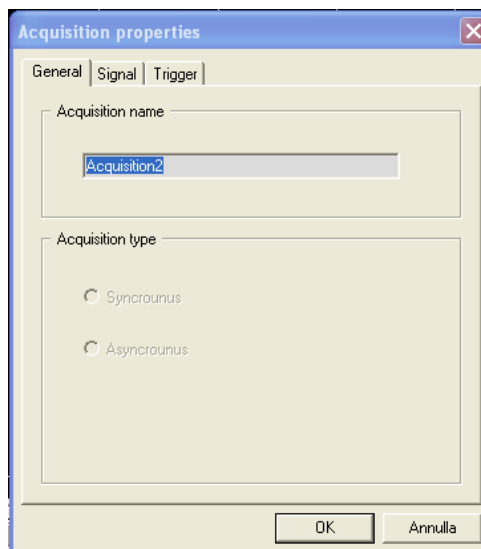 Acquisition properties
General Signal Trigger
Acquisition name
Acquisition2
Acquisition type
Syncrounus
Asyncrounus
OK Annulla